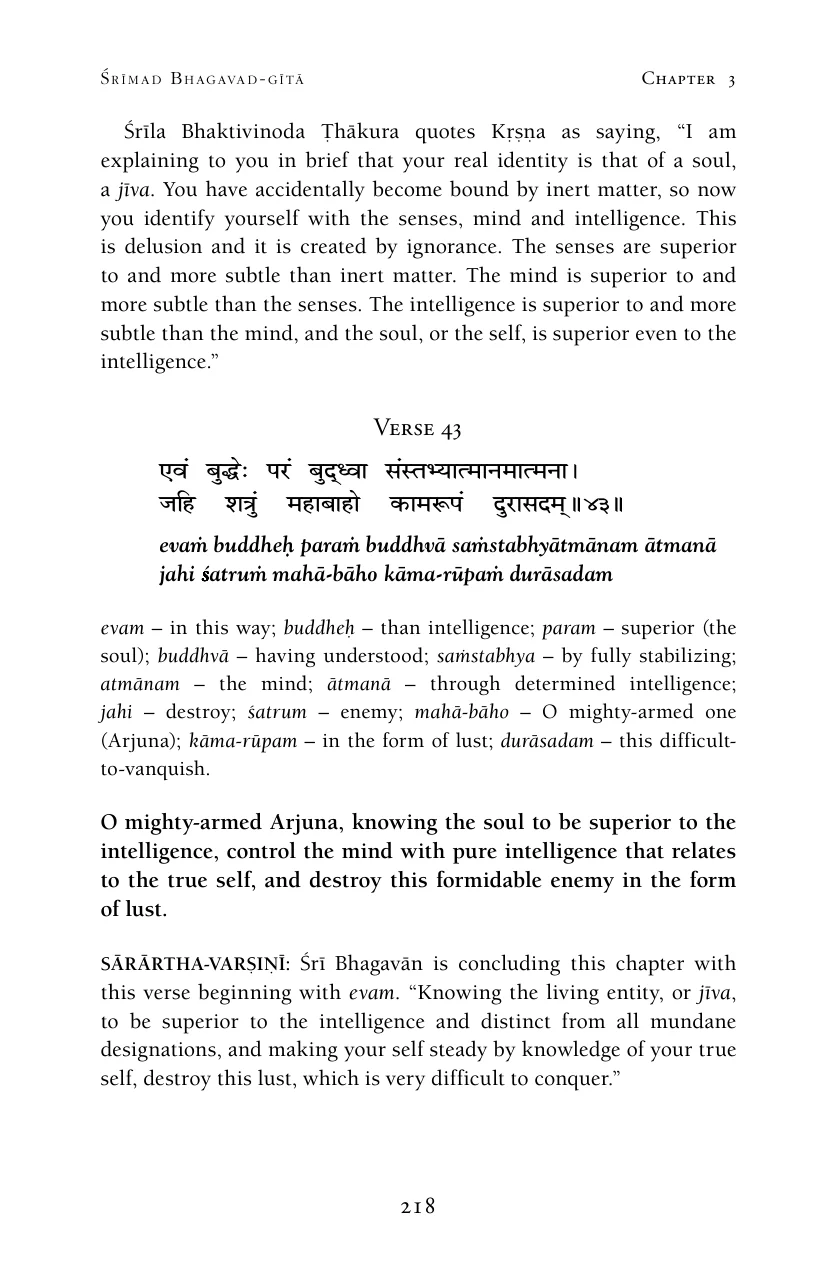 Śrīmad Bhagavad-gītā Chapter 3
Śrīla Bhaktivinoda Ṭhākura quotes Kṛṣṇa as saying, “I am
explaining to you in brief that your real identity is that of a soul,
a jīva. You have accidentally become bound by inert matter, so now
you identify yourself with the senses, mind and intelligence. This
is delusion and it is created by ignorance. The senses are superior
to and more subtle than inert matter. The mind is superior to and
more subtle than the senses. The intelligence is superior to and more
subtle than the mind, and the soul, or the self, is superior even to the
intelligence.”
Verse 43
एवं बुद्धेः परं बुद्ध्वा संस्तभ्यात्मानमात्मना।
जहि शत्रुं महाबाहो कामरूपं दुरासदम्॥४३॥
evaṁ buddheḥ paraṁ buddhvā saṁstabhyātmānam ātmanā
jahi śatruṁ mahā-bāho kāma-rūpaṁ durāsadam
evam – in this way; buddheḥ – than intelligence; param – superior (the
soul); buddhvā – having understood; saṁstabhya – by fully stabilizing;
atmānam – the mind; ātmanā – through determined intelligence;
jahi – destroy; śatrum – enemy; mahā-bāho – O mighty-armed one
(Arjuna); kāma-rūpam – in the form of lust; durāsadam – this difficult-
to-vanquish.
O mighty-armed Arjuna, knowing the soul to be superior to the
intelligence, control the mind with pure intelligence that relates
to the true self, and destroy this formidable enemy in the form
of lust.
SĀRĀRTHA-VARṢIṆĪ: Śrī Bhagavān is concluding this chapter with
this verse beginning with evam. “Knowing the living entity, or jīva,
to be superior to the intelligence and distinct from all mundane
designations, and making your self steady by knowledge of your true
self, destroy this lust, which is very difficult to conquer.”
218